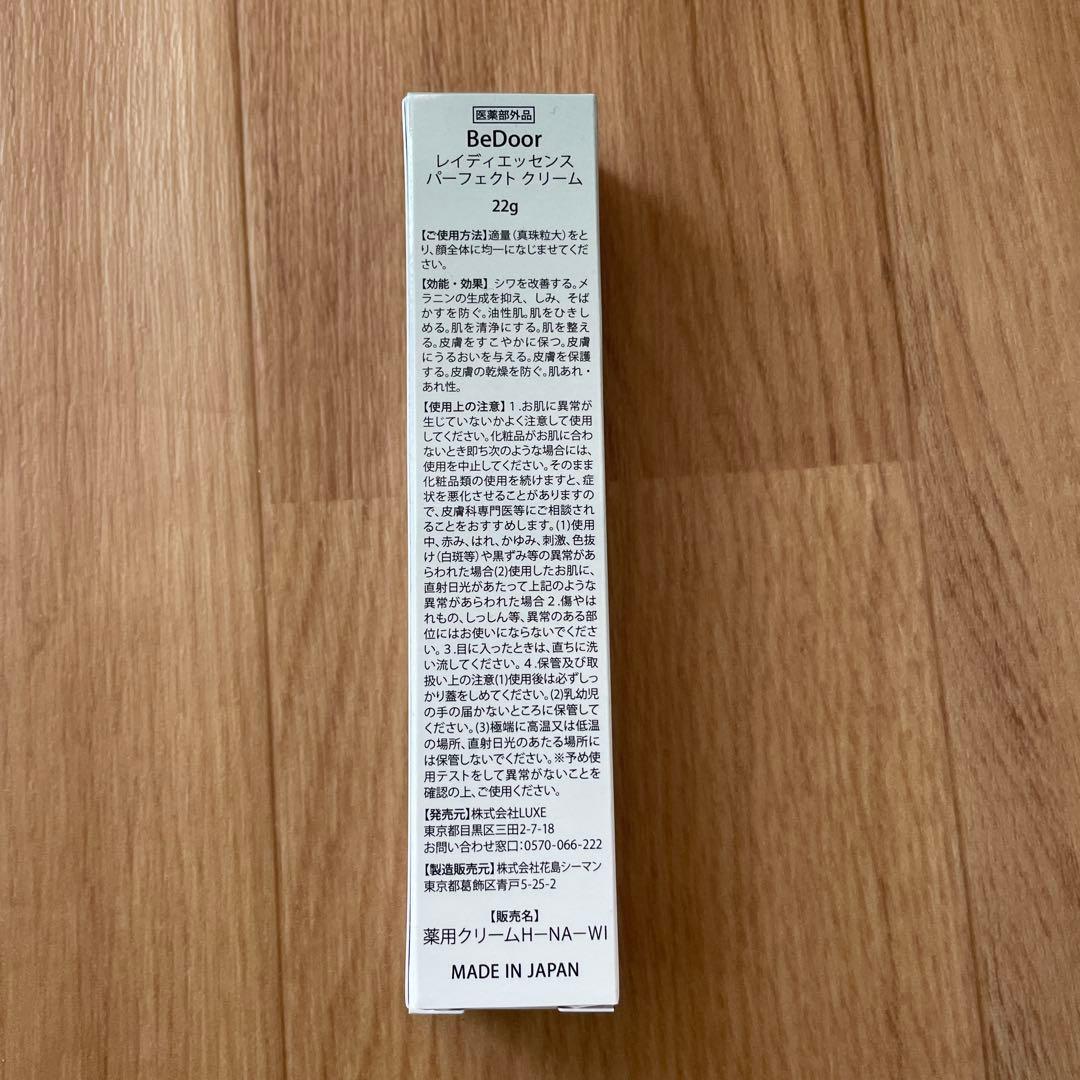 医薬部外品
BeDoor
レイディエッセンス
パーフェクト クリーム
22g
【ご使用方法】適量(真珠粒大)をと
り、顔全体に均一になじませてくだ
さい。
【効能・効果】 シワを改善する。メ
ラニンの生成を抑え、しみ、そば
かすを防ぐ。油性肌。肌をひきし
める。肌を清浄にする。肌を整え
る。皮膚をすこやかに保つ。皮膚
にうるおいを与える。皮膚を保護
する。皮膚の乾燥を防ぐ。肌あれ・
あれ性。
【使用上の注意】1.お肌に異常が
生じていないかよく注意して使用
してください。化粧品がお肌に合わ
ないとき即ち次のような場合には、
使用を中止してください。そのまま
化粧品類の使用を続けますと、症
状を悪化させることがありますの
で、皮膚科専門医等にご相談され
ることをおすすめします。(1)使用
中、赤み、はれ、かゆみ、刺激、色抜
け(白斑等)や黒ずみ等の異常があ
らわれた場合(2)使用したお肌に、
直射日光があたって上記のような
異常があらわれた場合2.傷やは
れもの、しっしん等、異常のある部
位にはお使いにならないでくださ
い。3.目に入ったときは、直ちに洗
い流してください。4.保管及び取
扱い上の注意(1)使用後は必ずしっ
かり蓋をしめてください。(2)乳幼児
の手の届かないところに保管して
ください。(3)極端に高温又は低温
の場所、直射日光のあたる場所に
は保管しないでください。※予め使
用テストをして異常がないことを
確認の上、ご使用ください。
【発売元】株式会社LUXE
東京都目黒区三田2-7-18
お問い合わせ窓口:0570-066-222
【製造販売元】株式会社花島シーマン
東京都葛飾区青戸5-25-2
【販売名】
薬用クリームH−NA−WI
MADE IN JAPAN